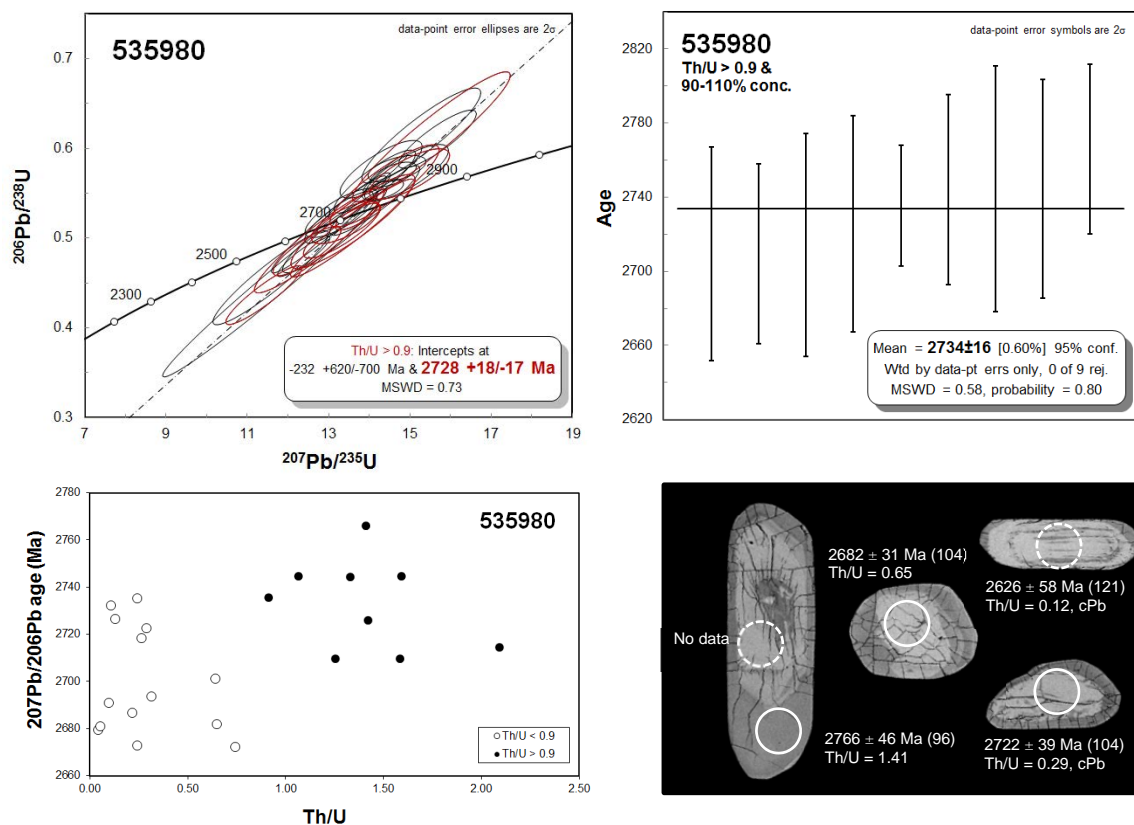 535980
data-point error ellipses are 2σ
0.7
0.6
0.5
0.4
0.3
206Pb/238U
2300
2500
2700
2900
Th/U > 0.9: Intercepts at
-232 +620/-700 Ma & 2728 +18/-17 Ma
MSWD = 0.73
7 9 11 13 15 17 19
207Pb/235U
535980
Th/U > 0.9 &
90-110% conc.
data-point error symbols are 2σ
2820
2780
2740
2700
2660
2620
Age
Mean = 2734±16 [0.60%] 95% conf.
Wtd by data-pt errs only, 0 of 9 rej.
MSWD = 0.58, probability = 0.80
535980
2780
2760
2740
2720
2700
2680
2660
207Pb/206Pb age (Ma)
Th/U < 0.9
Th/U > 0.9
0.00 0.50 1.00 1.50 2.00 2.50
Th/U
2682 ± 31 Ma (104)
Th/U = 0.65
2626 ± 58 Ma (121)
Th/U = 0.12, cPb
No data
2766 ± 46 Ma (96)
Th/U = 1.41
2722 ± 39 Ma (104)
Th/U = 0.29, cPb